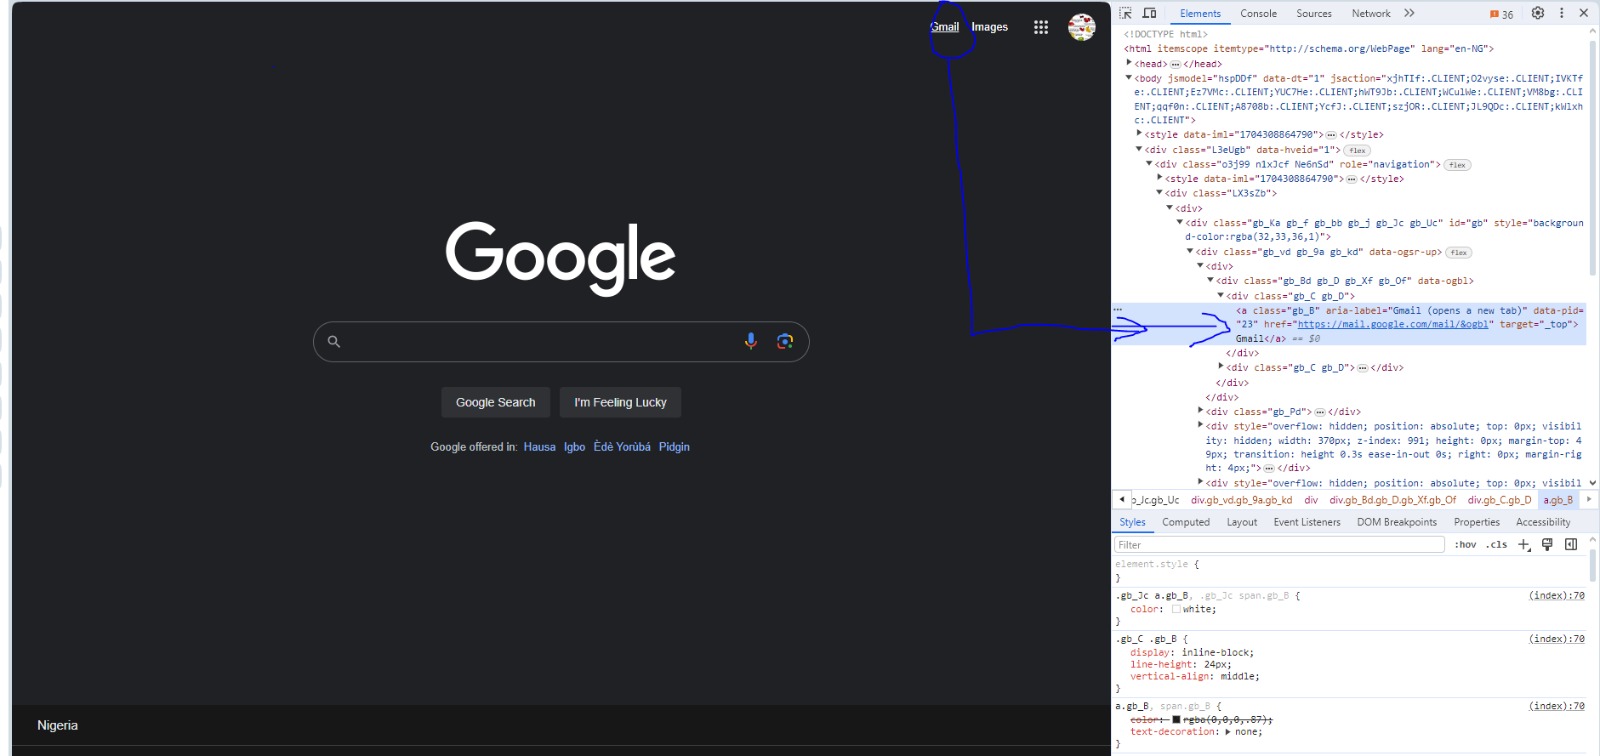 Gmail Images
Google
Google Search I'm Feeling Lucky
Google offered in: Hausa Igbo Èdè Yorùbá Pidgin
Nigeria
Elements Console Sources Network 36
<!DOCTYPE html>
<html itemscope itemtype="http://schema.org/WebPage" lang="en-NG">
<head> </head>
<body jsmodel="hspDDf" data-dt="1" jsaction="xjhTIf:.CLIENT;O2vyse:.CLIENT;IVKTf
e:.CLIENT;Ez7VMc:.CLIENT;YUC7He:.CLIENT;hWT9Jb:.CLIENT;WCulWe:.CLIENT;VM8bg:.CLI
ENT;qqf0n:.CLIENT;A8708b:.CLIENT;YcfJ:.CLIENT;szjOR:.CLIENT;JL9QDc:.CLIENT;kWlxh
c:.CLIENT">
<style data-iml="1704308864790"> </style>
<div class="L3eUgb" data-hveid="1"> flex
<div class="o3j99 n1xJcf Ne6nSd" role="navigation"> flex
<style data-iml="1704308864790"> </style>
<div class="LX3sZb">
<div>
<div class="gb_Ka gb_f gb_bb gb_j gb_Jc gb_Uc" id="gb" style="backgroun
d-color:rgba(32,33,36,1)">
<div class="gb_vd gb_9a gb_kd" data-ogsr-up> flex
<div>
<div class="gb_Bd gb_D gb_Xf gb_Of" data-ogbl>
<div class="gb_C gb_D">
<a class="gb_B" aria-label="Gmail (opens a new tab)" data-pid=
"23" href="https://mail.google.com/mail/&ogbl" target="_top">
Gmail</a> == $0
</div>
<div class="gb_C gb_D"> </div>
</div>
</div>
<div class="gb_Pd"> </div>
<div style="overflow: hidden; position: absolute; top: 0px; visibil
ity: hidden; width: 370px; z-index: 991; height: 0px; margin-top: 4
9px; transition: height 0.3s ease-in-out 0s; right: 0px; margin-rig
ht: 4px;"> </div>
<div style="overflow: hidden; position: absolute; top: 0px; visibil
_Jc.gb_Uc div.gb_vd.gb_9a.gb_kd div div.gb_Bd.gb_D.gb_Xf.gb_Of div.gb_C.gb_D a.gb_B
Styles Computed Layout Event Listeners DOM Breakpoints Properties Accessibility
Filter :hov .cls
element.style {
}
.gb_Jc a.gb_B, .gb_Jc span.gb_B { (index):70
color: white;
}
.gb_C .gb_B { (index):70
display: inline-block;
line-height: 24px;
vertical-align: middle;
}
a.gb_B, span.gb_B { (index):70
color: rgba(0,0,0,.87);
text-decoration: none;
}